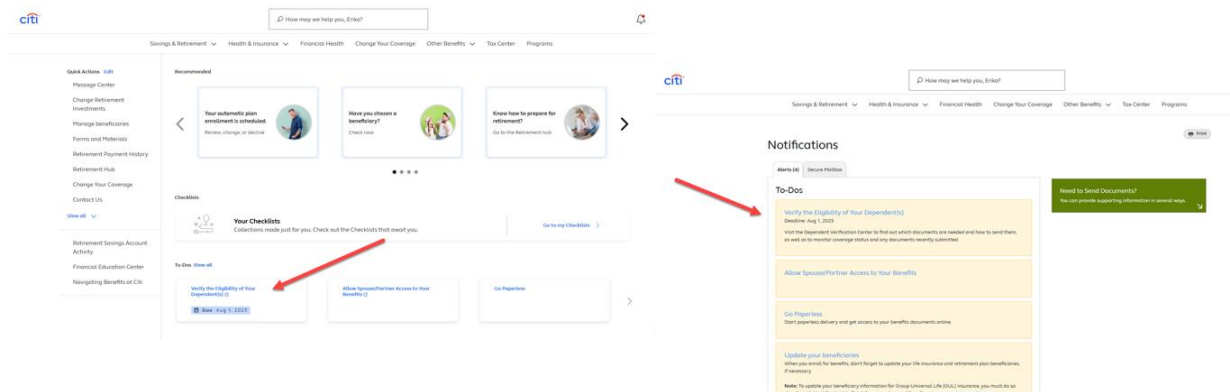 citi
How may we help you, Erika?
Savings & Retirement Health & Insurance Financial Health Change Your Coverage Other Benefits Tax Center Programs
Quick Actions Edit
Message Center
Change Retirement
Investments
Manage beneficiaries
Forms and Materials
Retirement Payment History
Retirement Hub
Change Your Coverage
Contact Us
View all
Retirement Savings Account
Activity
Financial Education Center
Navigating Benefits at Citi
Recommended
Your automatic plan
enrollment is scheduled.
Review, change, or decline.
Have you chosen a
beneficiary?
Check now
Know how to prepare for
retirement?
Go to the Retirement hub
Checklists
Your Checklists
Collections made just for you. Check out the Checklists that await you.
Go to my Checklists
To-Dos View all
Verify the Eligibility of Your
Dependent(s)
Due Aug 1, 2025
Allow Spouse/Partner Access to Your
Benefits
Go Paperless
citi
How may we help you, Erika?
Savings & Retirement Health & Insurance Financial Health Change Your Coverage Other Benefits Tax Center Programs
Print
Notifications
Alerts (4) Secure Mailbox
To-Dos
Verify the Eligibility of Your Dependent(s)
Deadline: Aug 1, 2025
Visit the Dependent Verification Center to find out which documents are needed and how to send them,
as well as to monitor coverage status and any documents recently submitted.
Allow Spouse/Partner Access to Your Benefits
Go Paperless
Start paperless delivery and get access to your benefits documents online.
Update your beneficiaries
When you enroll for benefits, don't forget to update your life insurance and retirement plan beneficiaries,
if necessary.
Note: To update your beneficiary information for Group Universal Life (GUL) insurance, you must do so
Need to Send Documents?
You can provide supporting information in several ways.